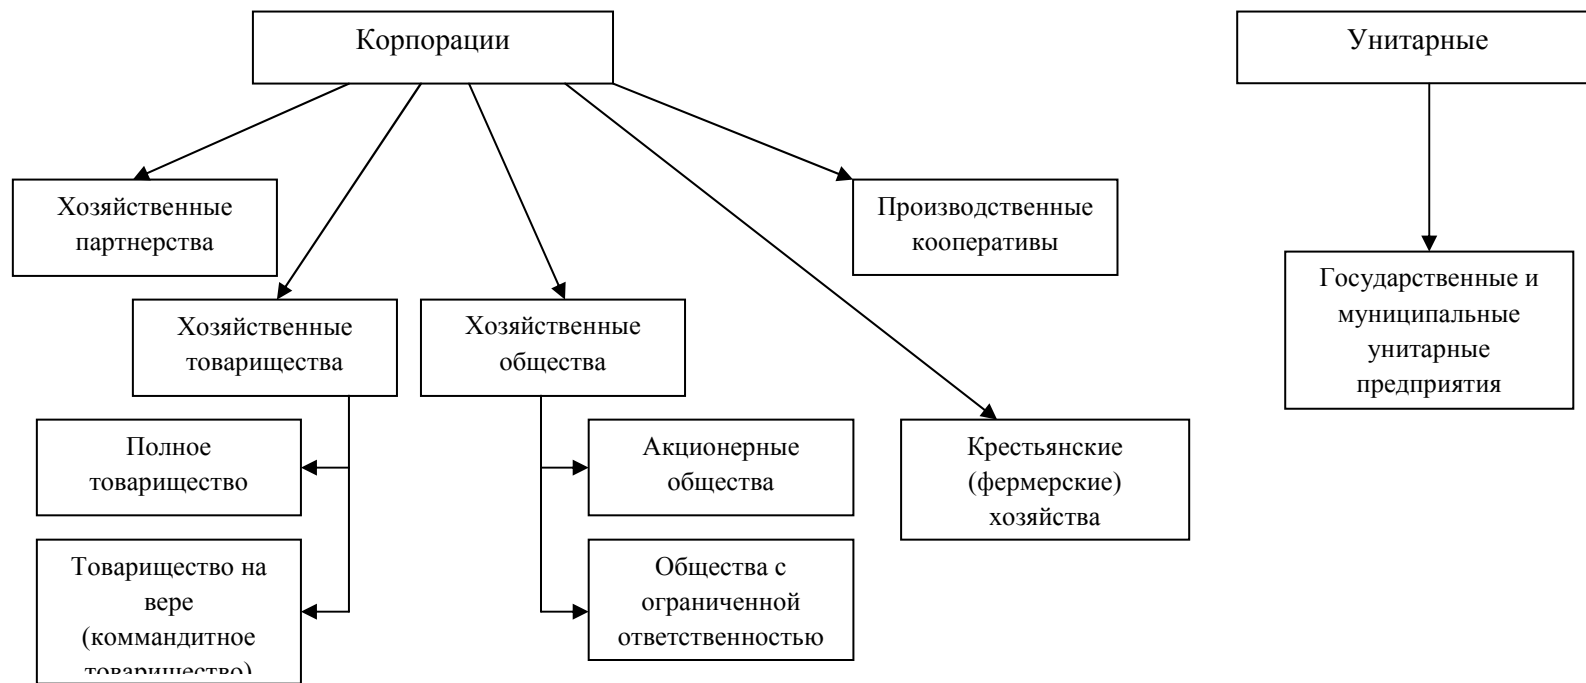 Корпорации
Унитарные
Хозяйственные
партнерства
Производственные
кооперативы
Государственные и
муниципальные
унитарные
предприятия
Хозяйственные
товарищества
Хозяйственные
общества
Полное
товарищество
Акционерные
общества
Крестьянские
(фермерские)
хозяйства
Товарищество на
вере
(коммандитное
товарищество)
Общества с
ограниченной
ответственностью